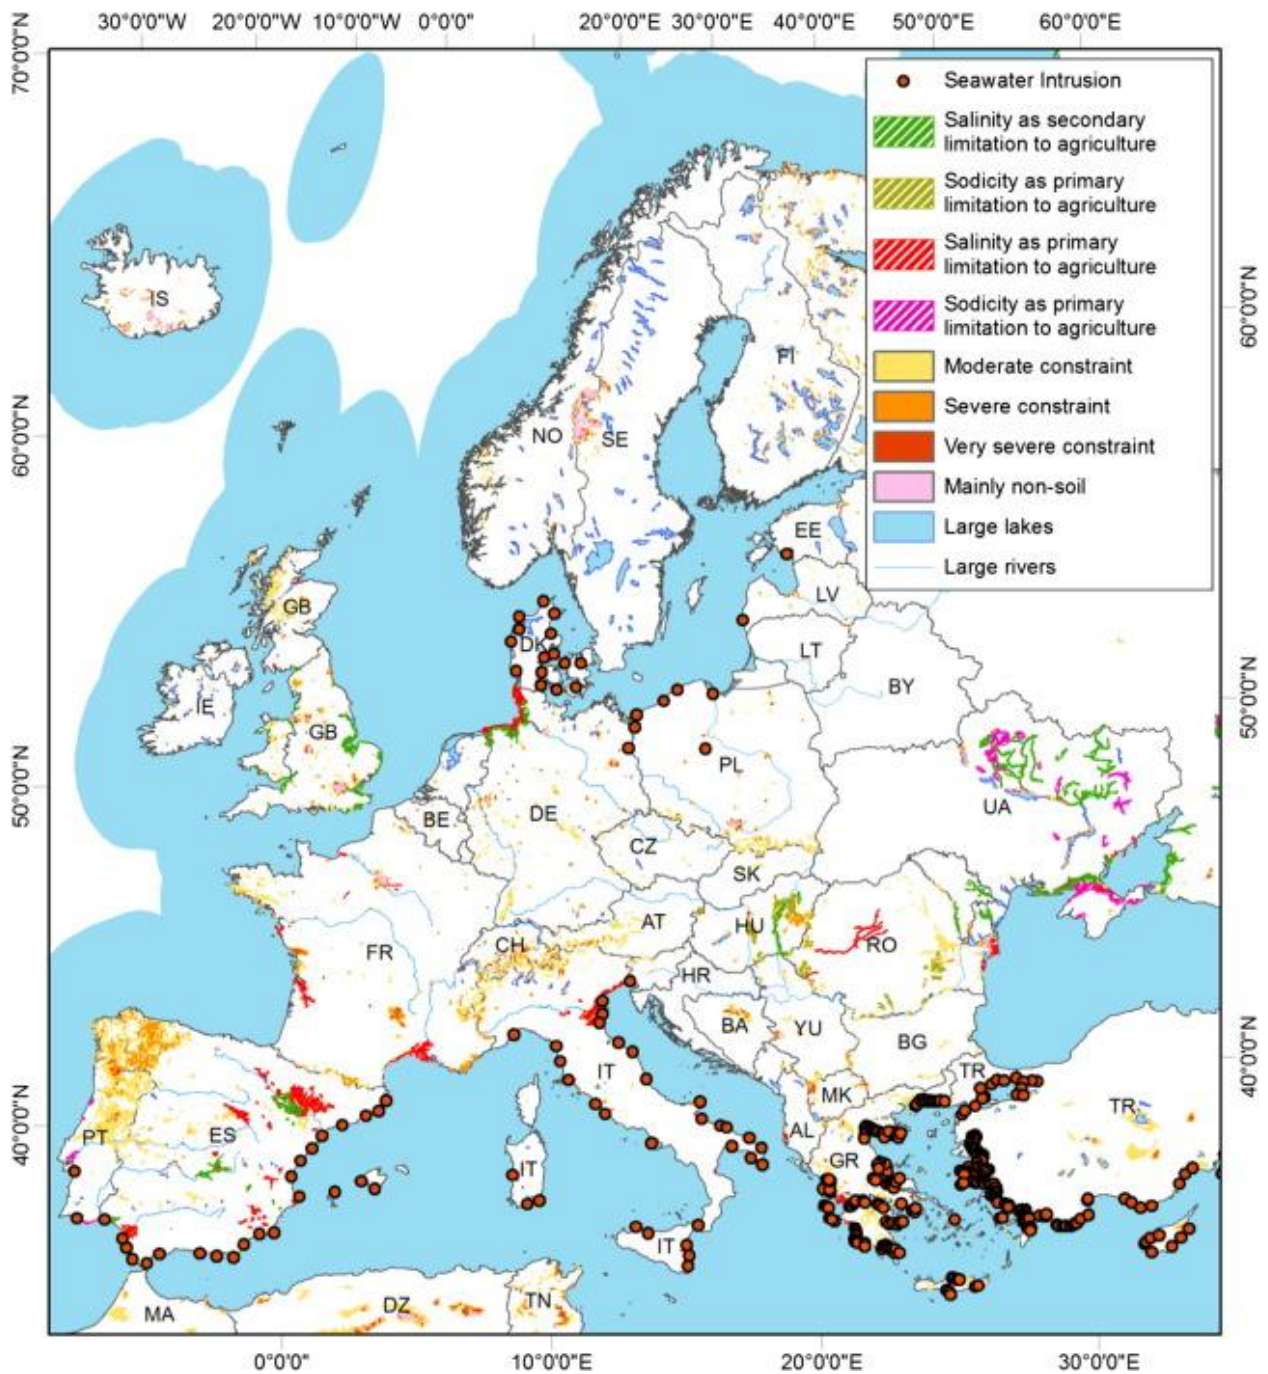 30°0'0"W 20°0'0"W 10°0'0"W 0°0'0" 20°0'0"E 30°0'0"E 40°0'0"E 50°0'0"E 60°0'0"E
70°0'0"N
60°0'0"N
50°0'0"N
40°0'0"N
Seawater Intrusion
Salinity as secondary
limitation to agriculture
Sodicity as primary
limitation to agriculture
Salinity as primary
limitation to agriculture
Sodicity as primary
limitation to agriculture
Moderate constraint
Severe constraint
Very severe constraint
Mainly non-soil
Large lakes
Large rivers
60°0'0"N
50°0'0"N
40°0'0"N
IS
FI
NO
SE
EE
GB
LV
DK
LT
IE
BY
GB
PL
UA
BE
DE
CZ
SK
AT
HU
CH
RO
FR
HR
BA
YU
BG
IT
TR
MK
TR
PT
ES
AL
IT
GR
IT
MA
DZ
TN
0°0'0" 10°0'0"E 20°0'0"E 30°0'0"E